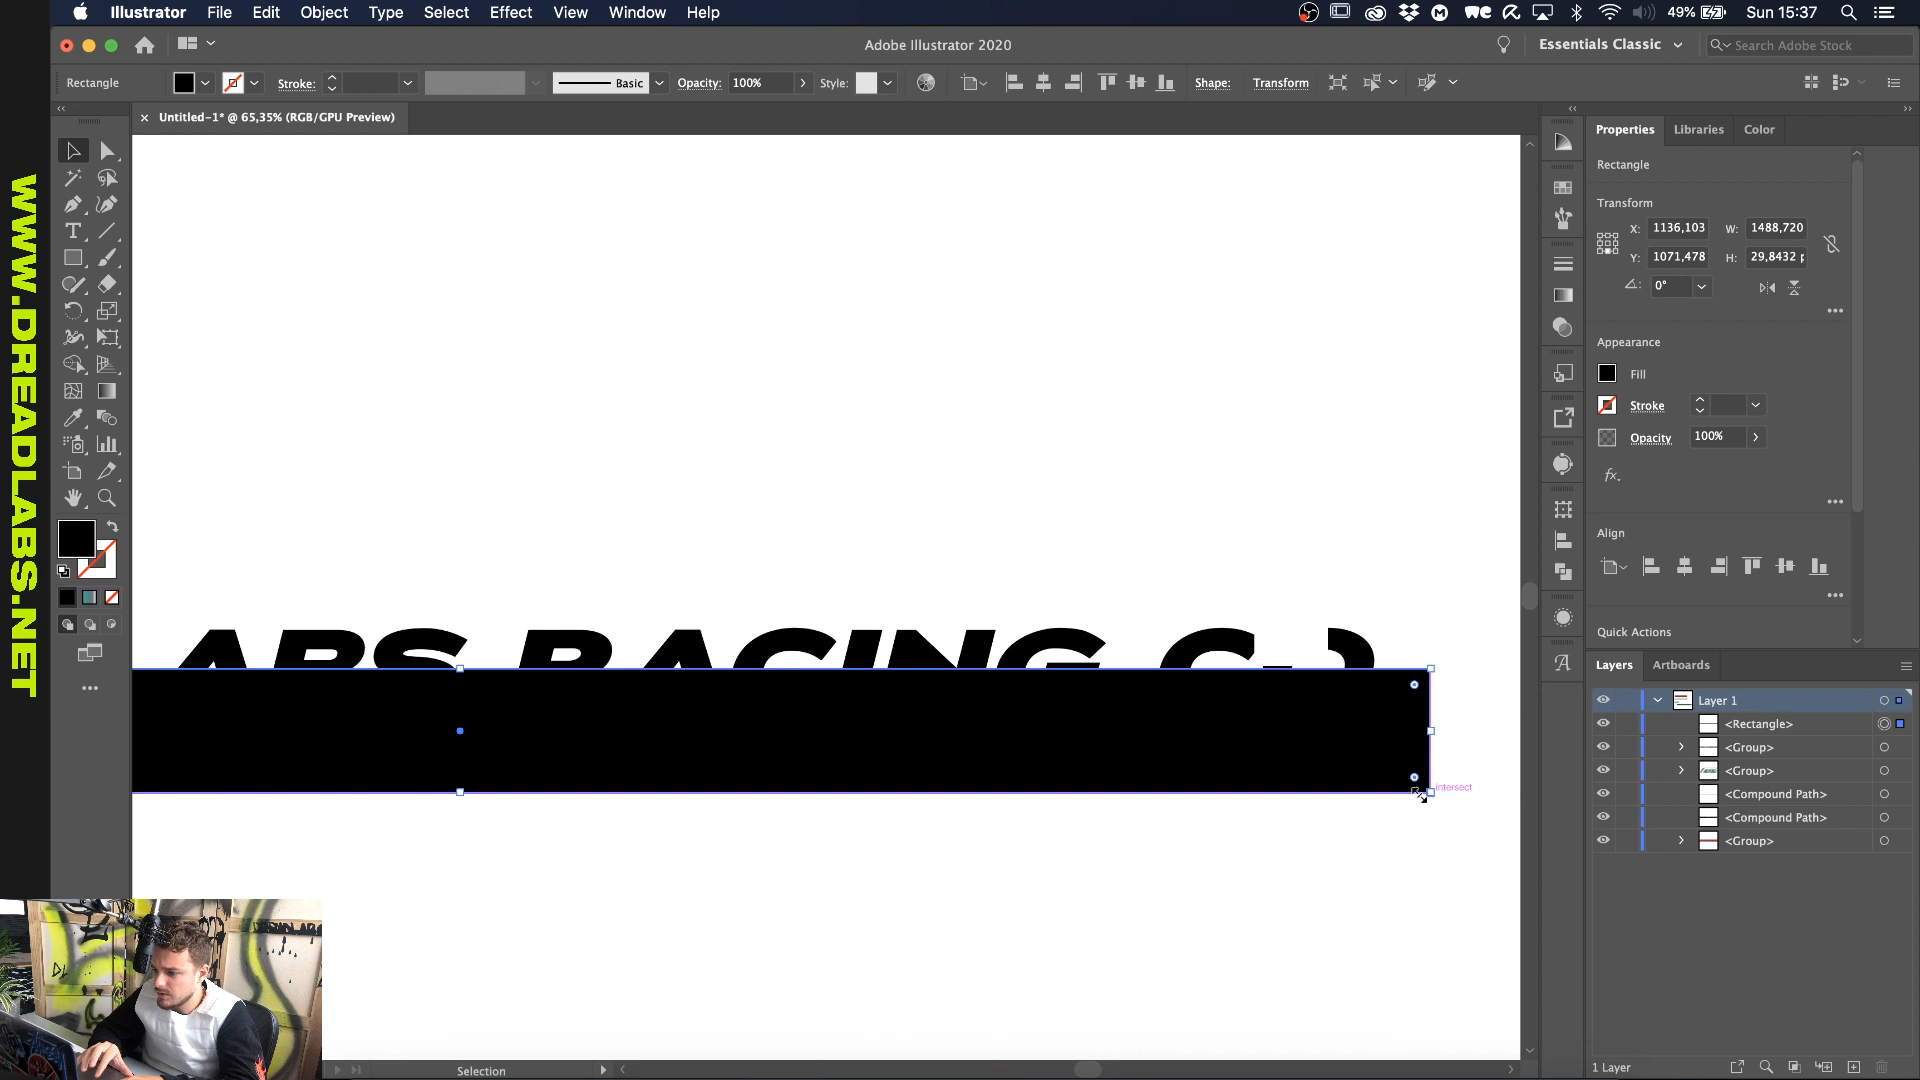 Illustrator File Edit Object Type Select Effect View Window Help
49% Sun 15:37
Adobe Illustrator 2020
Essentials Classic
Search Adobe Stock
Rectangle
Stroke:
Basic
Opacity: 100%
Style:
Shape:
Transform
Untitled-1* @ 65,35% (RGB/GPU Preview)
WWW.DREADLABS.NET
ABS RACING
intersect
Properties Libraries Color
Rectangle
Transform
X: 1136,103 W: 1488,720
Y: 1071,478 H: 29,8432 p
0°
Appearance
Fill
Stroke
Opacity 100%
fx
Align
Quick Actions
Layers Artboards
Layer 1
<Rectangle>
<Group>
<Group>
<Compound Path>
<Compound Path>
<Group>
1 Layer
Selection